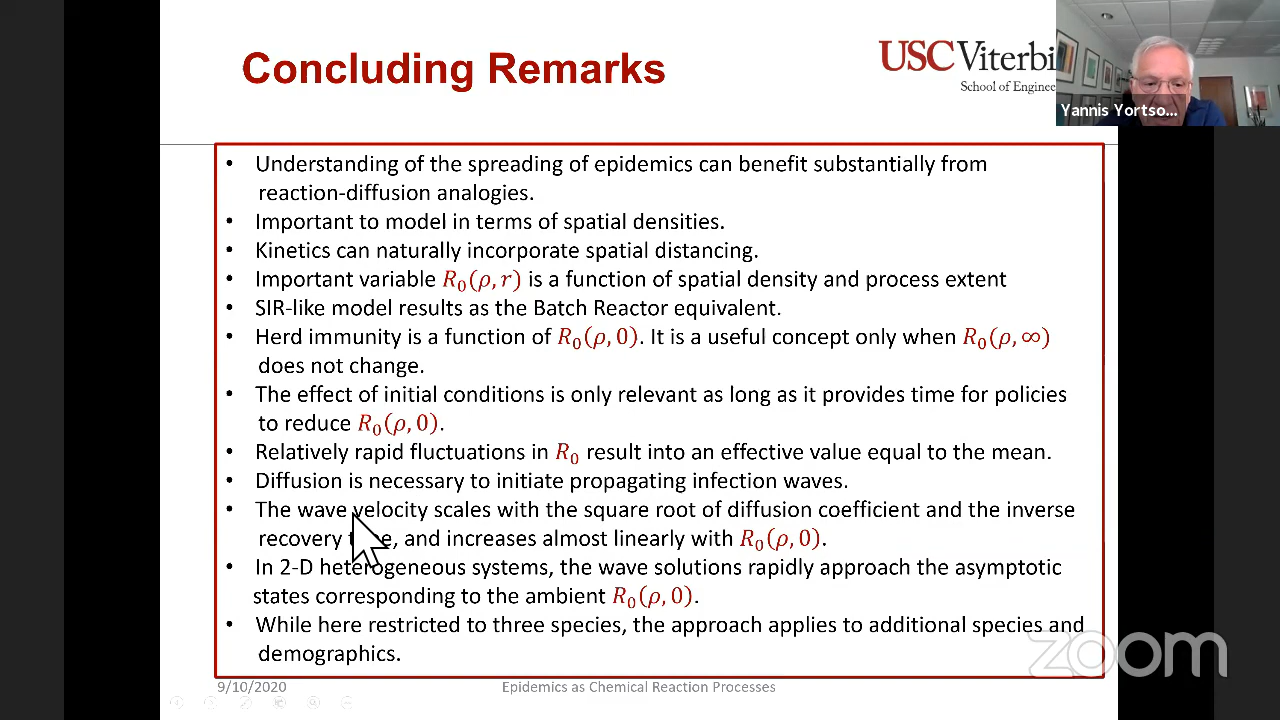 Concluding Remarks
USC Viterbi
School of Enginee
Yannis Yortso...
• Understanding of the spreading of epidemics can benefit substantially from
reaction-diffusion analogies.
• Important to model in terms of spatial densities.
• Kinetics can naturally incorporate spatial distancing.
• Important variable R₀(ρ, r) is a function of spatial density and process extent
• SIR-like model results as the Batch Reactor equivalent.
• Herd immunity is a function of R₀(ρ, 0). It is a useful concept only when R₀(ρ, ∞)
does not change.
• The effect of initial conditions is only relevant as long as it provides time for policies
to reduce R₀(ρ, 0).
• Relatively rapid fluctuations in R₀ result into an effective value equal to the mean.
• Diffusion is necessary to initiate propagating infection waves.
• The wave velocity scales with the square root of diffusion coefficient and the inverse
recovery , and increases almost linearly with R₀(ρ, 0).
• In 2-D heterogeneous systems, the wave solutions rapidly approach the asymptotic
states corresponding to the ambient R₀(ρ, 0).
• While here restricted to three species, the approach applies to additional species and
demographics.
zoom
9/10/2020
Epidemics as Chemical Reaction Processes